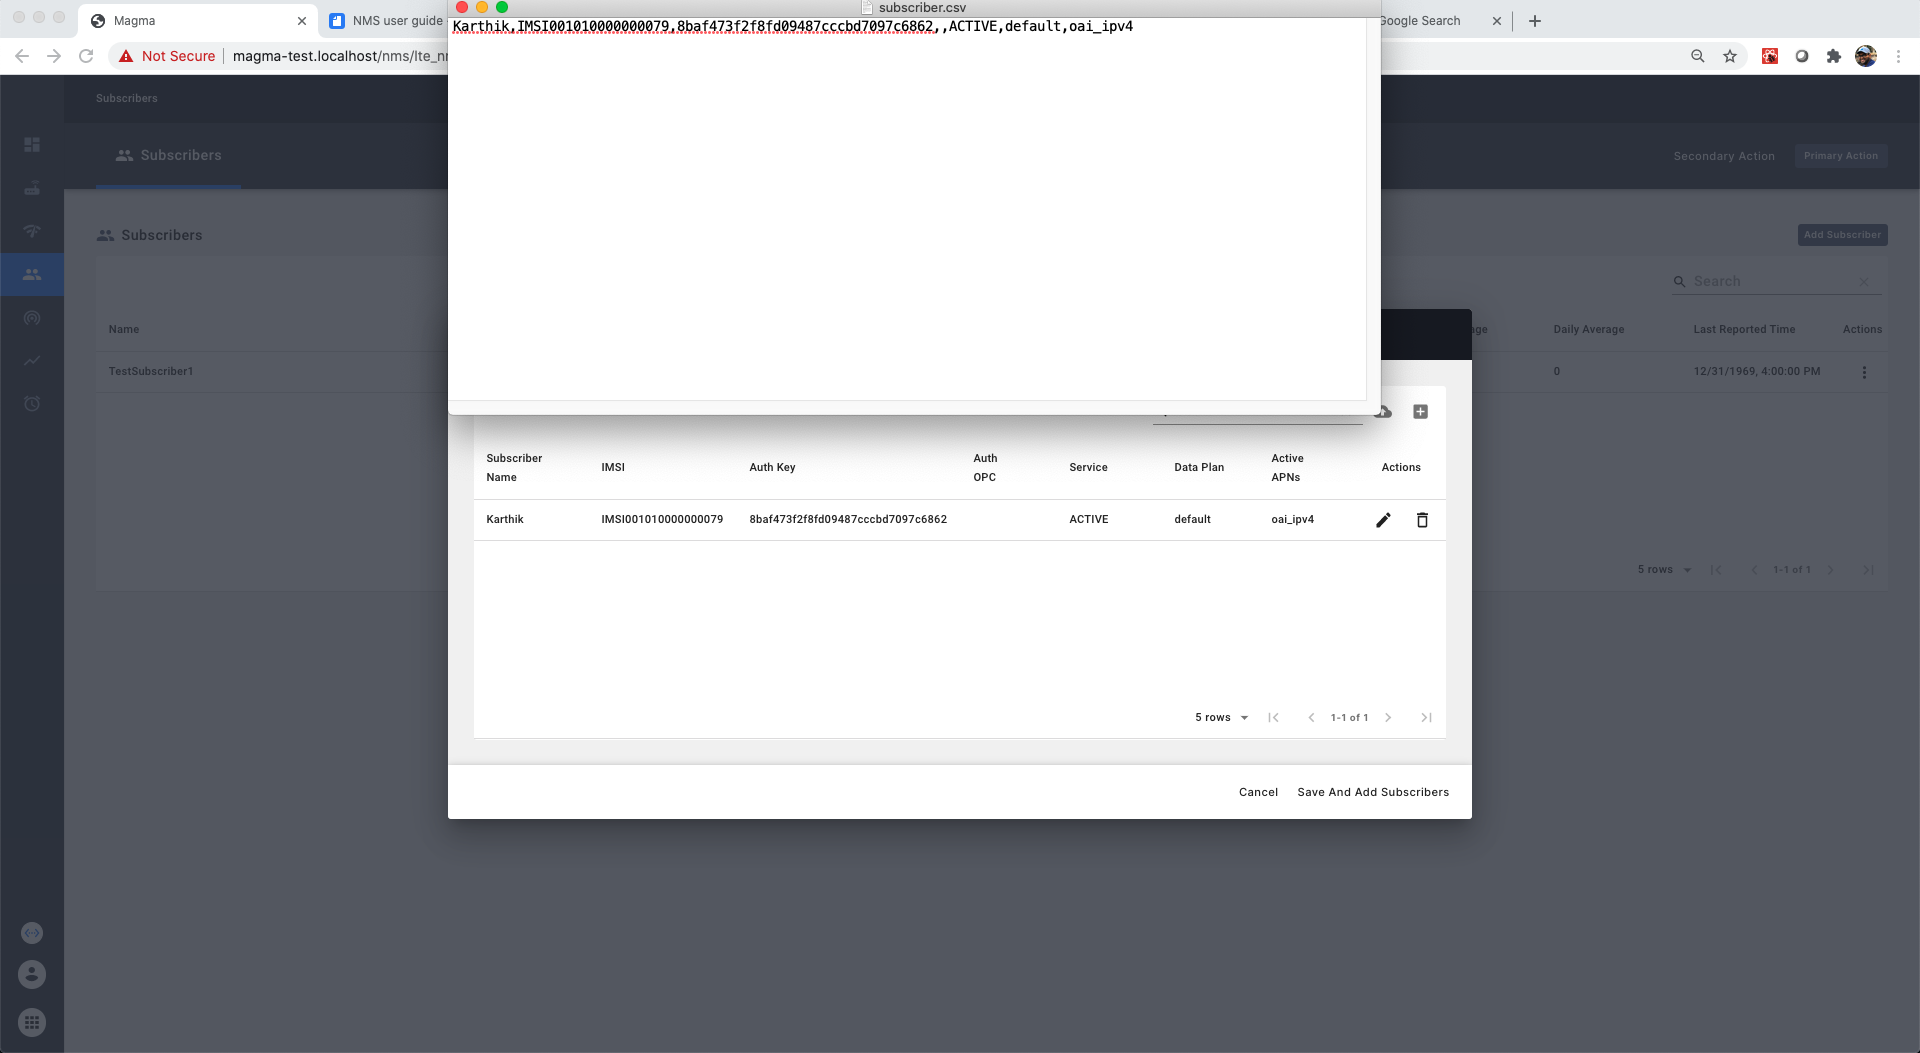 subscriber.csv
Karthik,IMSI001010000000079,8baf473f2f8fd09487cccbd7097c6862,,ACTIVE,default,oai_ipv4
Magma
NMS user guide
Google Search
Not Secure
magma-test.localhost/nms/lte_n
Subscribers
Subscribers
Secondary Action
Primary Action
Subscribers
Add Subscriber
Search
Name
Daily Average
Last Reported Time
Actions
TestSubscriber1
0
12/31/1969, 4:00:00 PM
5 rows
1-1 of 1
Subscriber Name
IMSI
Auth Key
Auth OPC
Service
Data Plan
Active APNs
Actions
Karthik
IMSI001010000000079
8baf473f2f8fd09487cccbd7097c6862
ACTIVE
default
oai_ipv4
5 rows
1-1 of 1
Cancel
Save And Add Subscribers